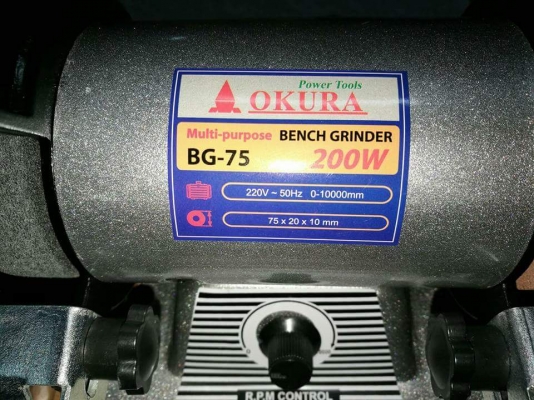 Power Tools
OKURA
Multi-purpose BENCH GRINDER
BG-75 200W
220V ~ 50Hz 0-10000mm
75 x 20 x 10 mm
R.P.M CONTROL